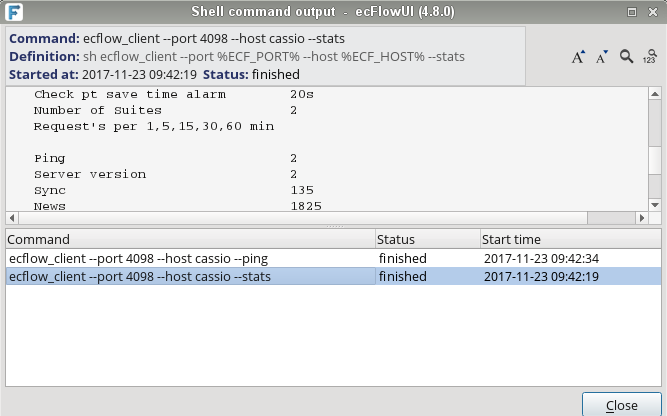 Shell command output - ecFlowUI (4.8.0)
Command: ecflow_client --port 4098 --host cassio --stats
Definition: sh ecflow_client --port %ECF_PORT% --host %ECF_HOST% --stats
Started at: 2017-11-23 09:42:19 Status: finished
A A 123
Check pt save time alarm 20s
Number of Suites 2
Request's per 1,5,15,30,60 min
Ping 2
Server version 2
Sync 135
News 1825
Command Status Start time
ecflow_client --port 4098 --host cassio --ping finished 2017-11-23 09:42:34
ecflow_client --port 4098 --host cassio --stats finished 2017-11-23 09:42:19
Close